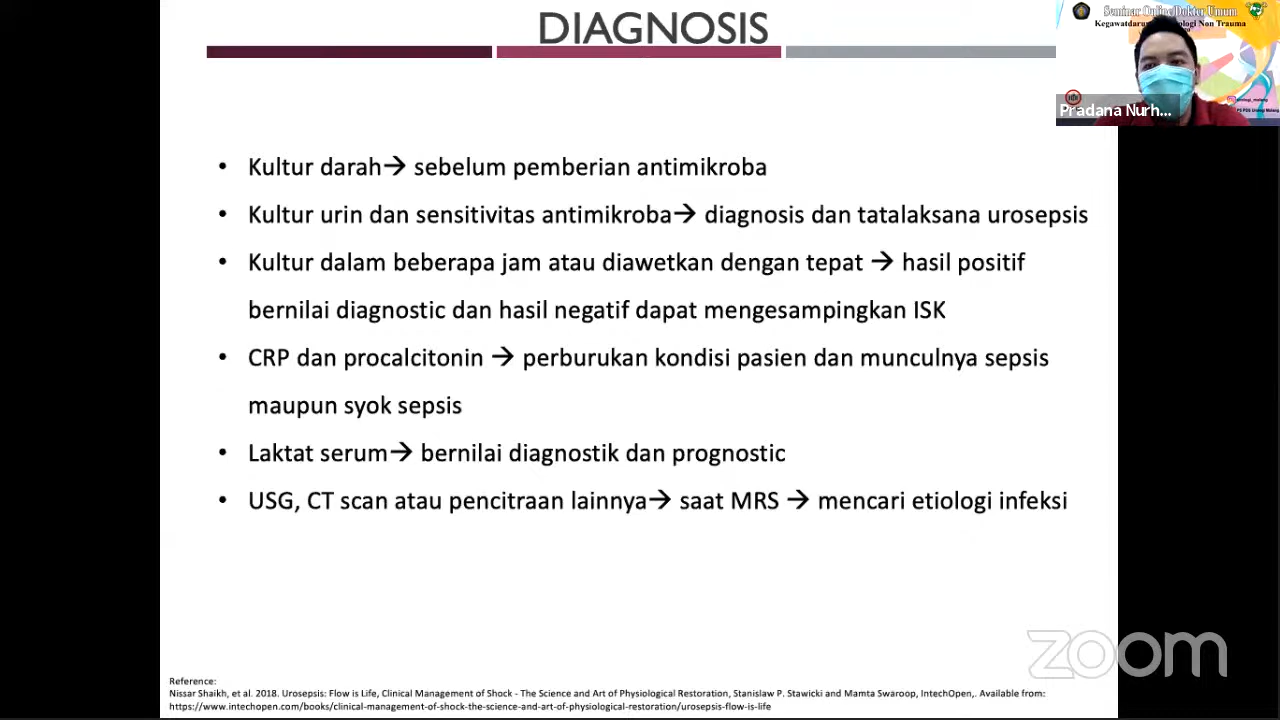 DIAGNOSIS
Seminar Online Dokter Umum
Non Trauma
Pradana Nurh...
• Kultur darah→ sebelum pemberian antimikroba
• Kultur urin dan sensitivitas antimikroba→ diagnosis dan tatalaksana urosepsis
• Kultur dalam beberapa jam atau diawetkan dengan tepat → hasil positif
bernilai diagnostic dan hasil negatif dapat mengesampingkan ISK
• CRP dan procalcitonin → perburukan kondisi pasien dan munculnya sepsis
maupun syok sepsis
• Laktat serum→ bernilai diagnostik dan prognostic
• USG, CT scan atau pencitraan lainnya→ saat MRS → mencari etiologi infeksi
zoom
Reference:
Nissar Shaikh, et al. 2018. Urosepsis: Flow is Life, Clinical Management of Shock - The Science and Art of Physiological Restoration, Stanislaw P. Stawicki and Mamta Swaroop, IntechOpen,. Available from:
https://www.intechopen.com/books/clinical-management-of-shock-the-science-and-art-of-physiological-restoration/urosepsis-flow-is-life